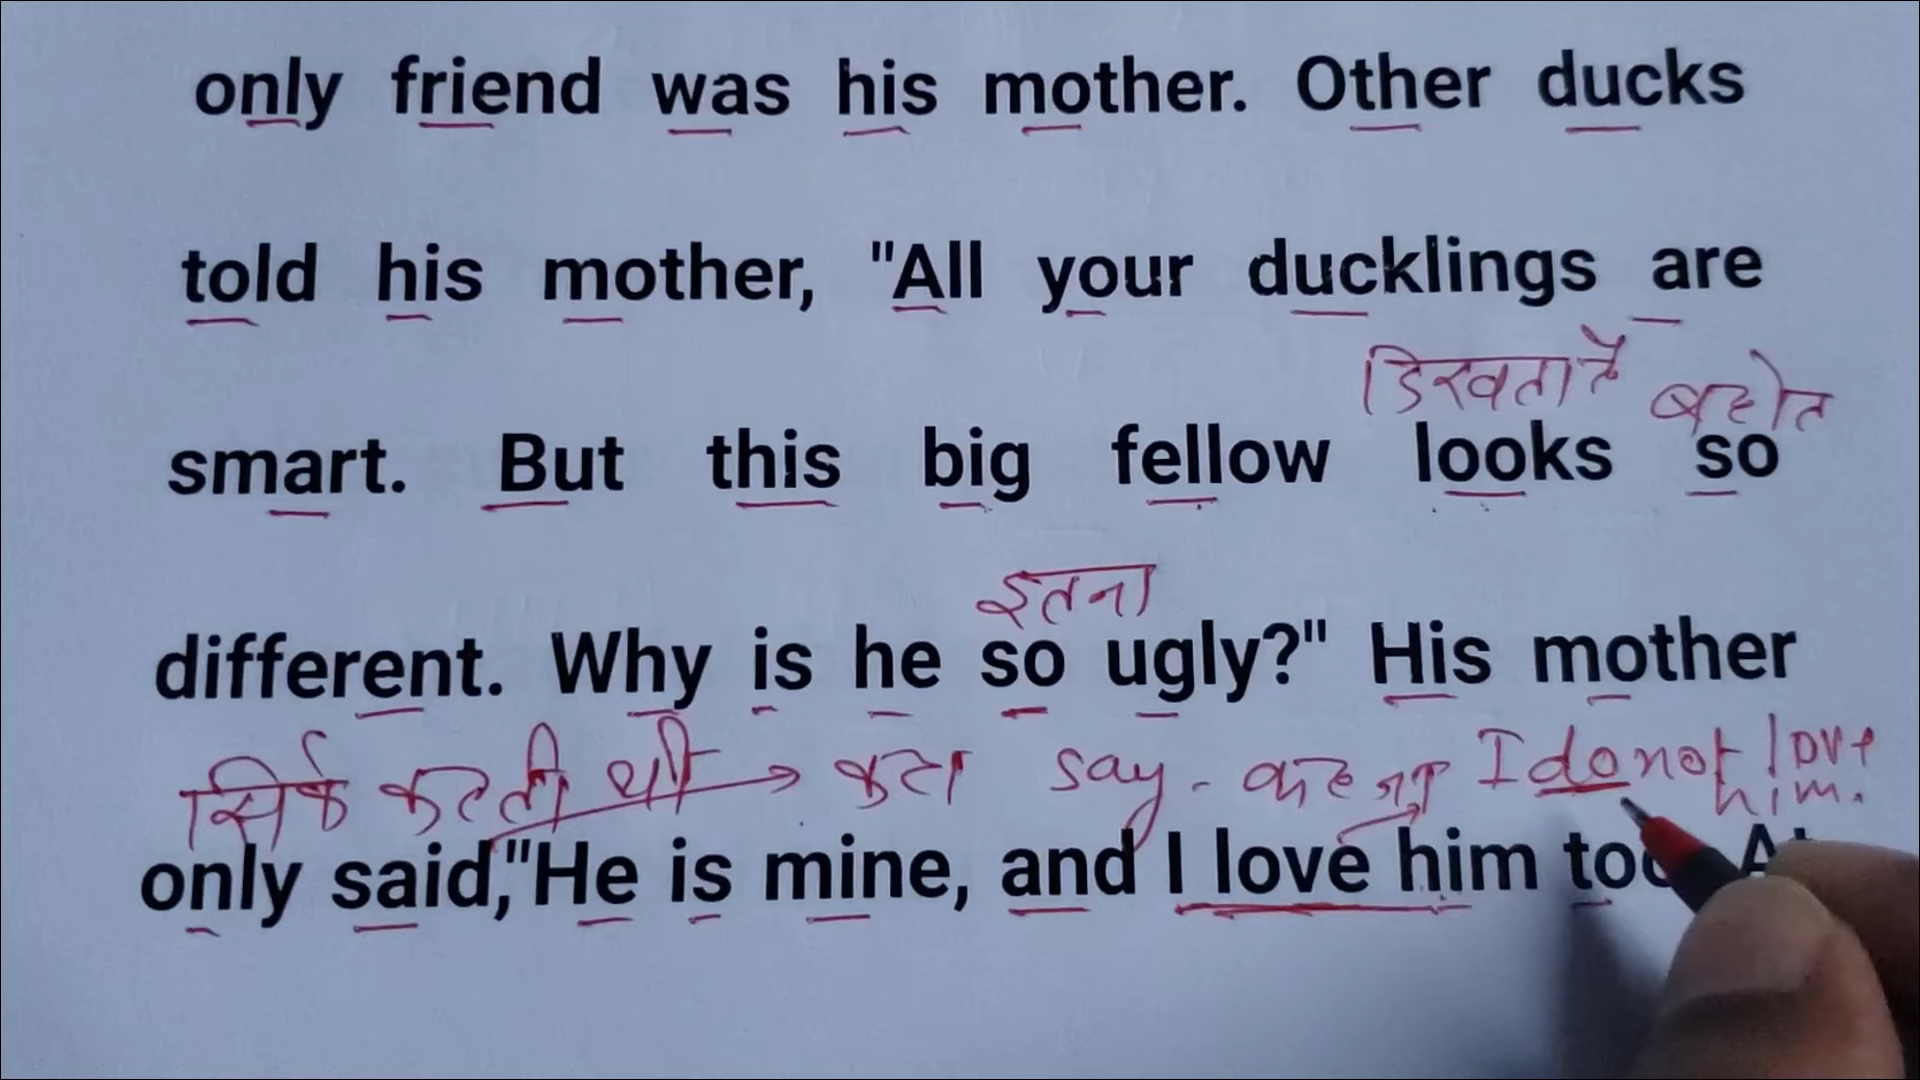 only friend was his mother. Other ducks
told his mother, "All your ducklings are
दिखता है बहोत
smart. But this big fellow looks so
इतना
different. Why is he so ugly?" His mother
सिर्फ कहती थी → कहा say - कहना I do not love
him.
only said,"He is mine, and I love him too